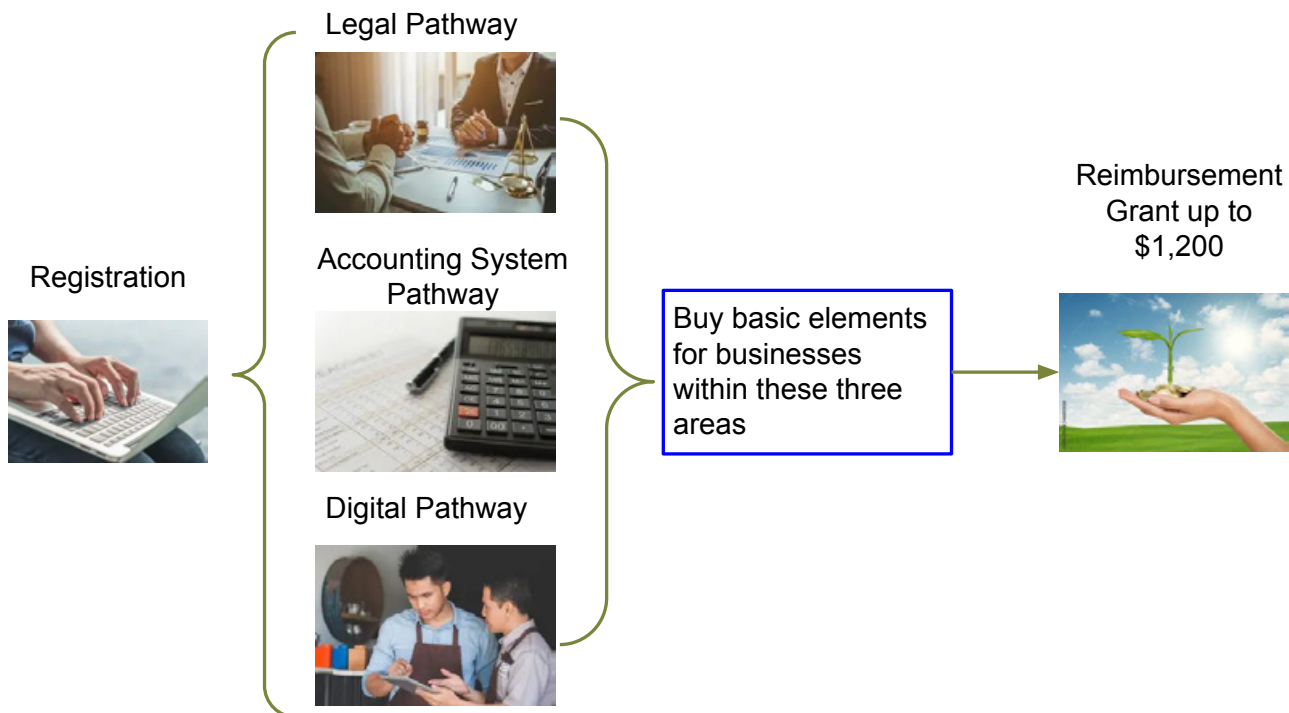 Legal Pathway
Registration
Accounting System
Pathway
Digital Pathway
Buy basic elements
for businesses
within these three
areas
Reimbursement
Grant up to
$1,200